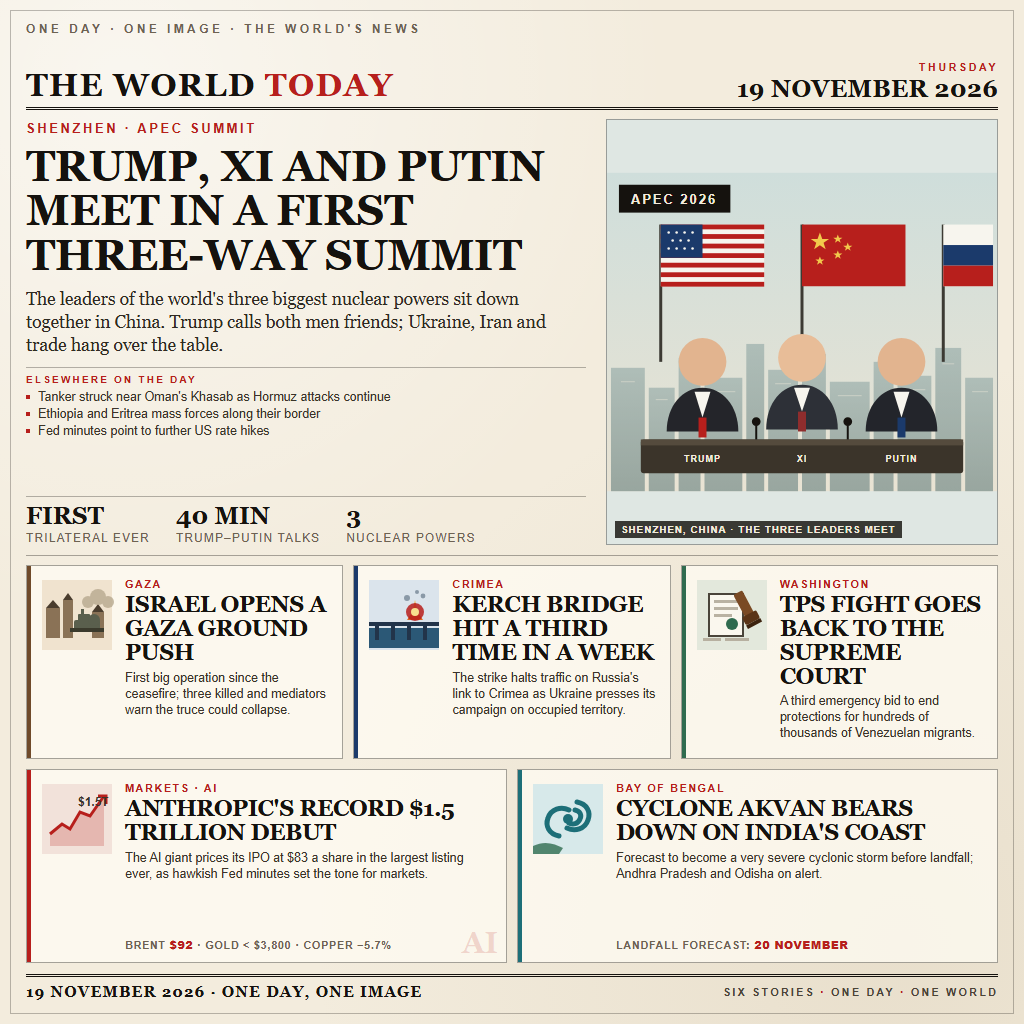 ONE DAY · ONE IMAGE · THE WORLD'S NEWS
THE WORLD TODAY
THURSDAY
19 NOVEMBER 2026
SHENZHEN · APEC SUMMIT
TRUMP, XI AND PUTIN
MEET IN A FIRST
THREE-WAY SUMMIT
The leaders of the world's three biggest nuclear powers sit down
together in China. Trump calls both men friends; Ukraine, Iran and
trade hang over the table.
ELSEWHERE ON THE DAY
Tanker struck near Oman's Khasab as Hormuz attacks continue
Ethiopia and Eritrea mass forces along their border
Fed minutes point to further US rate hikes
FIRST
TRILATERAL EVER
40 MIN
TRUMP–PUTIN TALKS
3
NUCLEAR POWERS
APEC 2026
TRUMP
XI
PUTIN
SHENZHEN, CHINA · THE THREE LEADERS MEET
GAZA
ISRAEL OPENS A
GAZA GROUND
PUSH
First big operation since the
ceasefire; three killed and mediators
warn the truce could collapse.
CRIMEA
KERCH BRIDGE
HIT A THIRD
TIME IN A WEEK
The strike halts traffic on Russia's
link to Crimea as Ukraine presses its
campaign on occupied territory.
WASHINGTON
TPS FIGHT GOES
BACK TO THE
SUPREME
COURT
A third emergency bid to end
protections for hundreds of
thousands of Venezuelan migrants.
$1.5T
MARKETS · AI
ANTHROPIC'S RECORD $1.5
TRILLION DEBUT
The AI giant prices its IPO at $83 a share in the largest listing
ever, as hawkish Fed minutes set the tone for markets.
BRENT $92 · GOLD < $3,800 · COPPER −5.7%
AI
BAY OF BENGAL
CYCLONE AKVAN BEARS
DOWN ON INDIA'S COAST
Forecast to become a very severe cyclonic storm before landfall;
Andhra Pradesh and Odisha on alert.
LANDFALL FORECAST: 20 NOVEMBER
19 NOVEMBER 2026 · ONE DAY, ONE IMAGE
SIX STORIES · ONE DAY · ONE WORLD